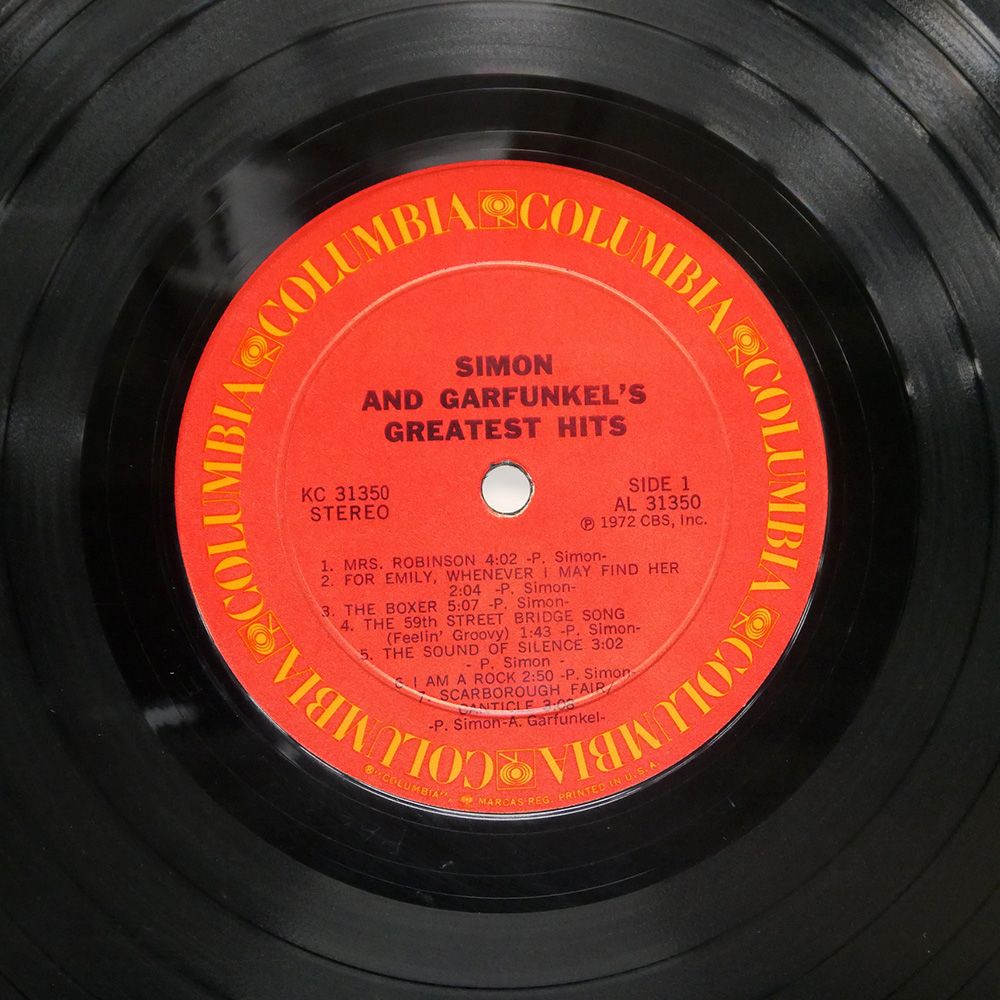 COLUMBIA COLUMBIA COLUMBIA COLUMBIA COLUMBIA COLUMBIA
SIMON
AND GARFUNKEL'S
GREATEST HITS
KC 31350
STEREO
SIDE 1
AL 31350
℗ 1972 CBS, Inc.
1. MRS. ROBINSON 4:02 -P. Simon-
2. FOR EMILY, WHENEVER I MAY FIND HER
2:04 -P. Simon-
3. THE BOXER 5:07 -P. Simon-
4. THE 59th STREET BRIDGE SONG
(Feelin' Groovy) 1:43 -P. Simon-
5. THE SOUND OF SILENCE 3:02
- P. Simon -
6. I AM A ROCK 2:50 -P. Simon-
7. SCARBOROUGH FAIR/
CANTICLE 3:08
-P. Simon-A. Garfunkel-
® "COLUMBIA", MARCAS REG. PRINTED IN U.S.A.